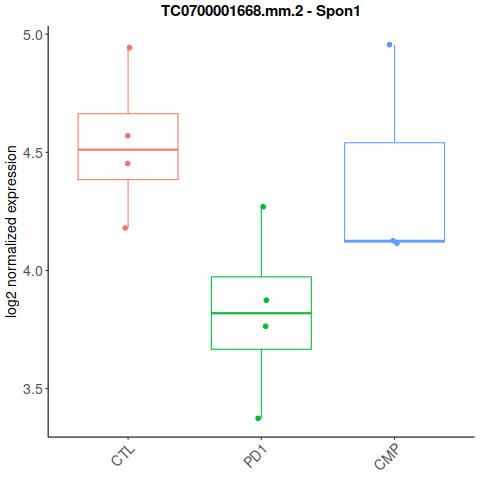 TC0700001668.mm.2 - Spon1
log2 normalized expression
5.0
4.5
4.0
3.5
CTL
PD1
CMP